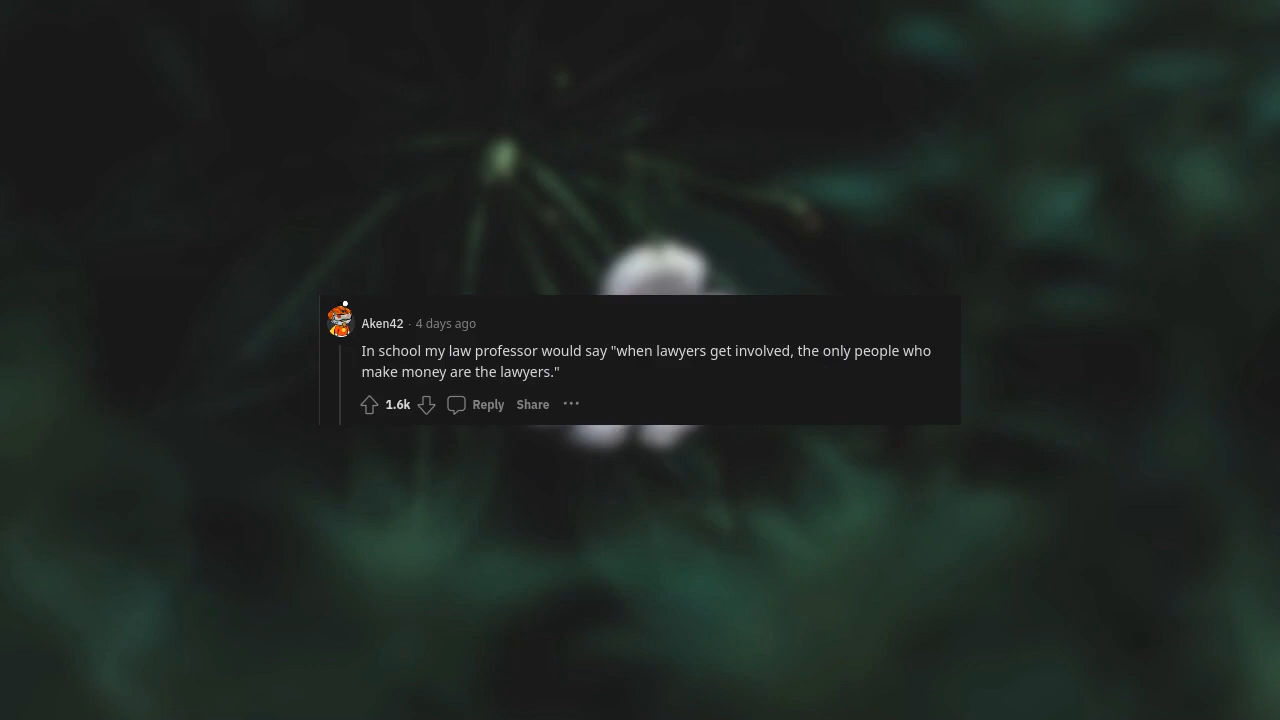 Aken42 · 4 days ago
In school my law professor would say "when lawyers get involved, the only people who
make money are the lawyers."
1.6k Reply Share ···